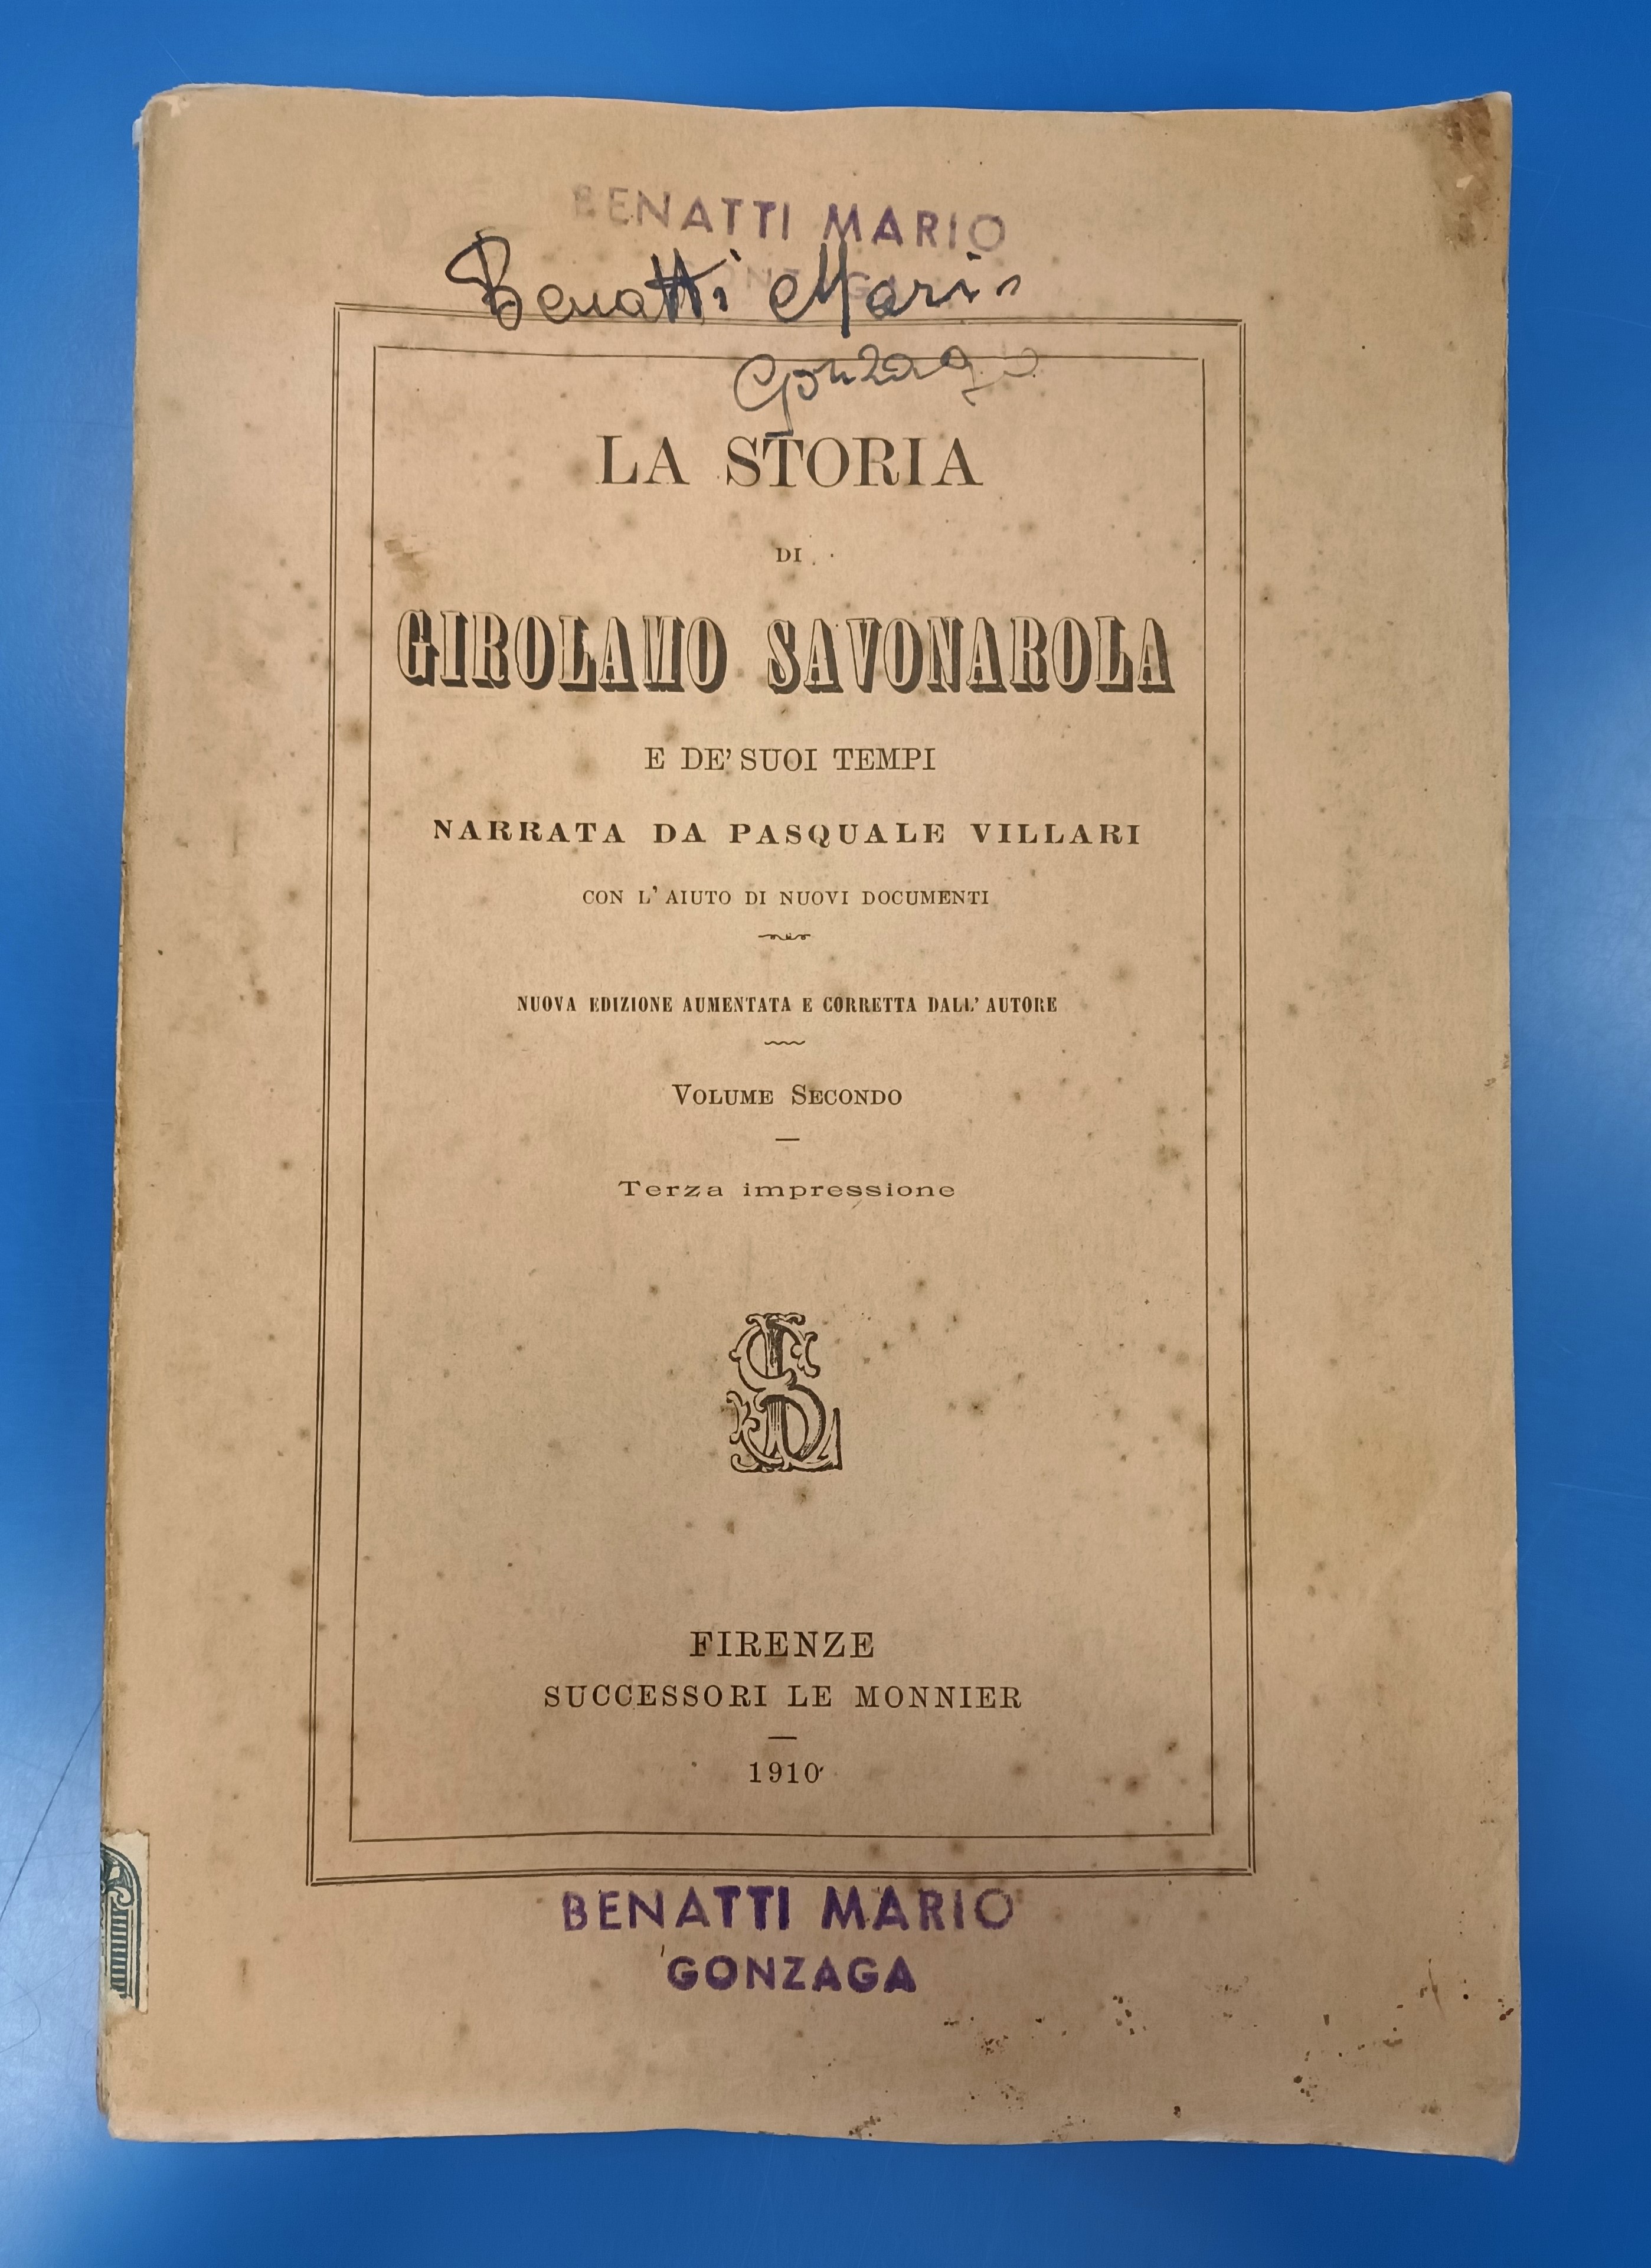 BENATTI MARIO
GONZAGA
Benatti Mario
Gonzaga
LA STORIA
DI
GIROLAMO SAVONAROLA
E DE' SUOI TEMPI
NARRATA DA PASQUALE VILLARI
CON L' AIUTO DI NUOVI DOCUMENTI
NUOVA EDIZIONE AUMENTATA E CORRETTA DALL' AUTORE
VOLUME SECONDO
Terza impressione
FIRENZE
SUCCESSORI LE MONNIER
1910
BENATTI MARIO
GONZAGA